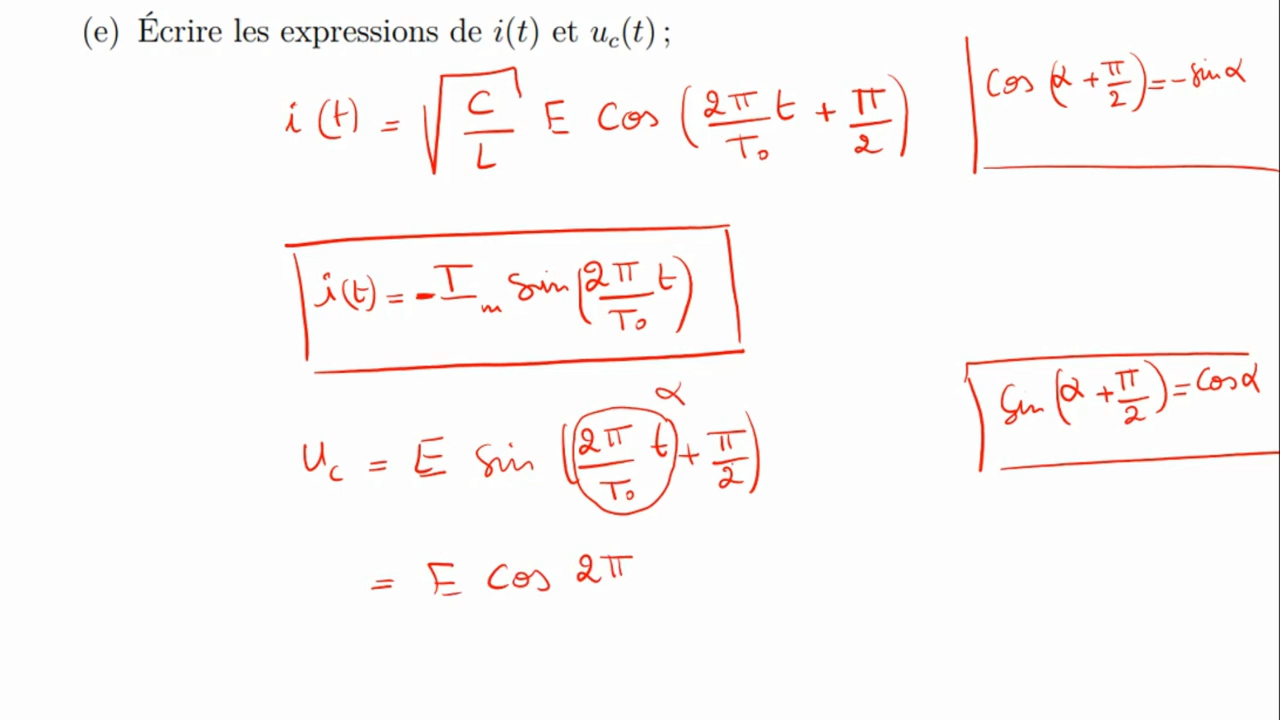 (e) Écrire les expressions de i(t) et u_c(t) ;
i(t) = √(C/L) E Cos (2π/T₀ t + π/2)
Cos (α + π/2) = -sin α
i(t) = - I_m Sin (2π/T₀ t)
Sin (α + π/2) = Cos α
α
u_c = E sin ((2π/T₀ t) + π/2)
= E Cos 2π